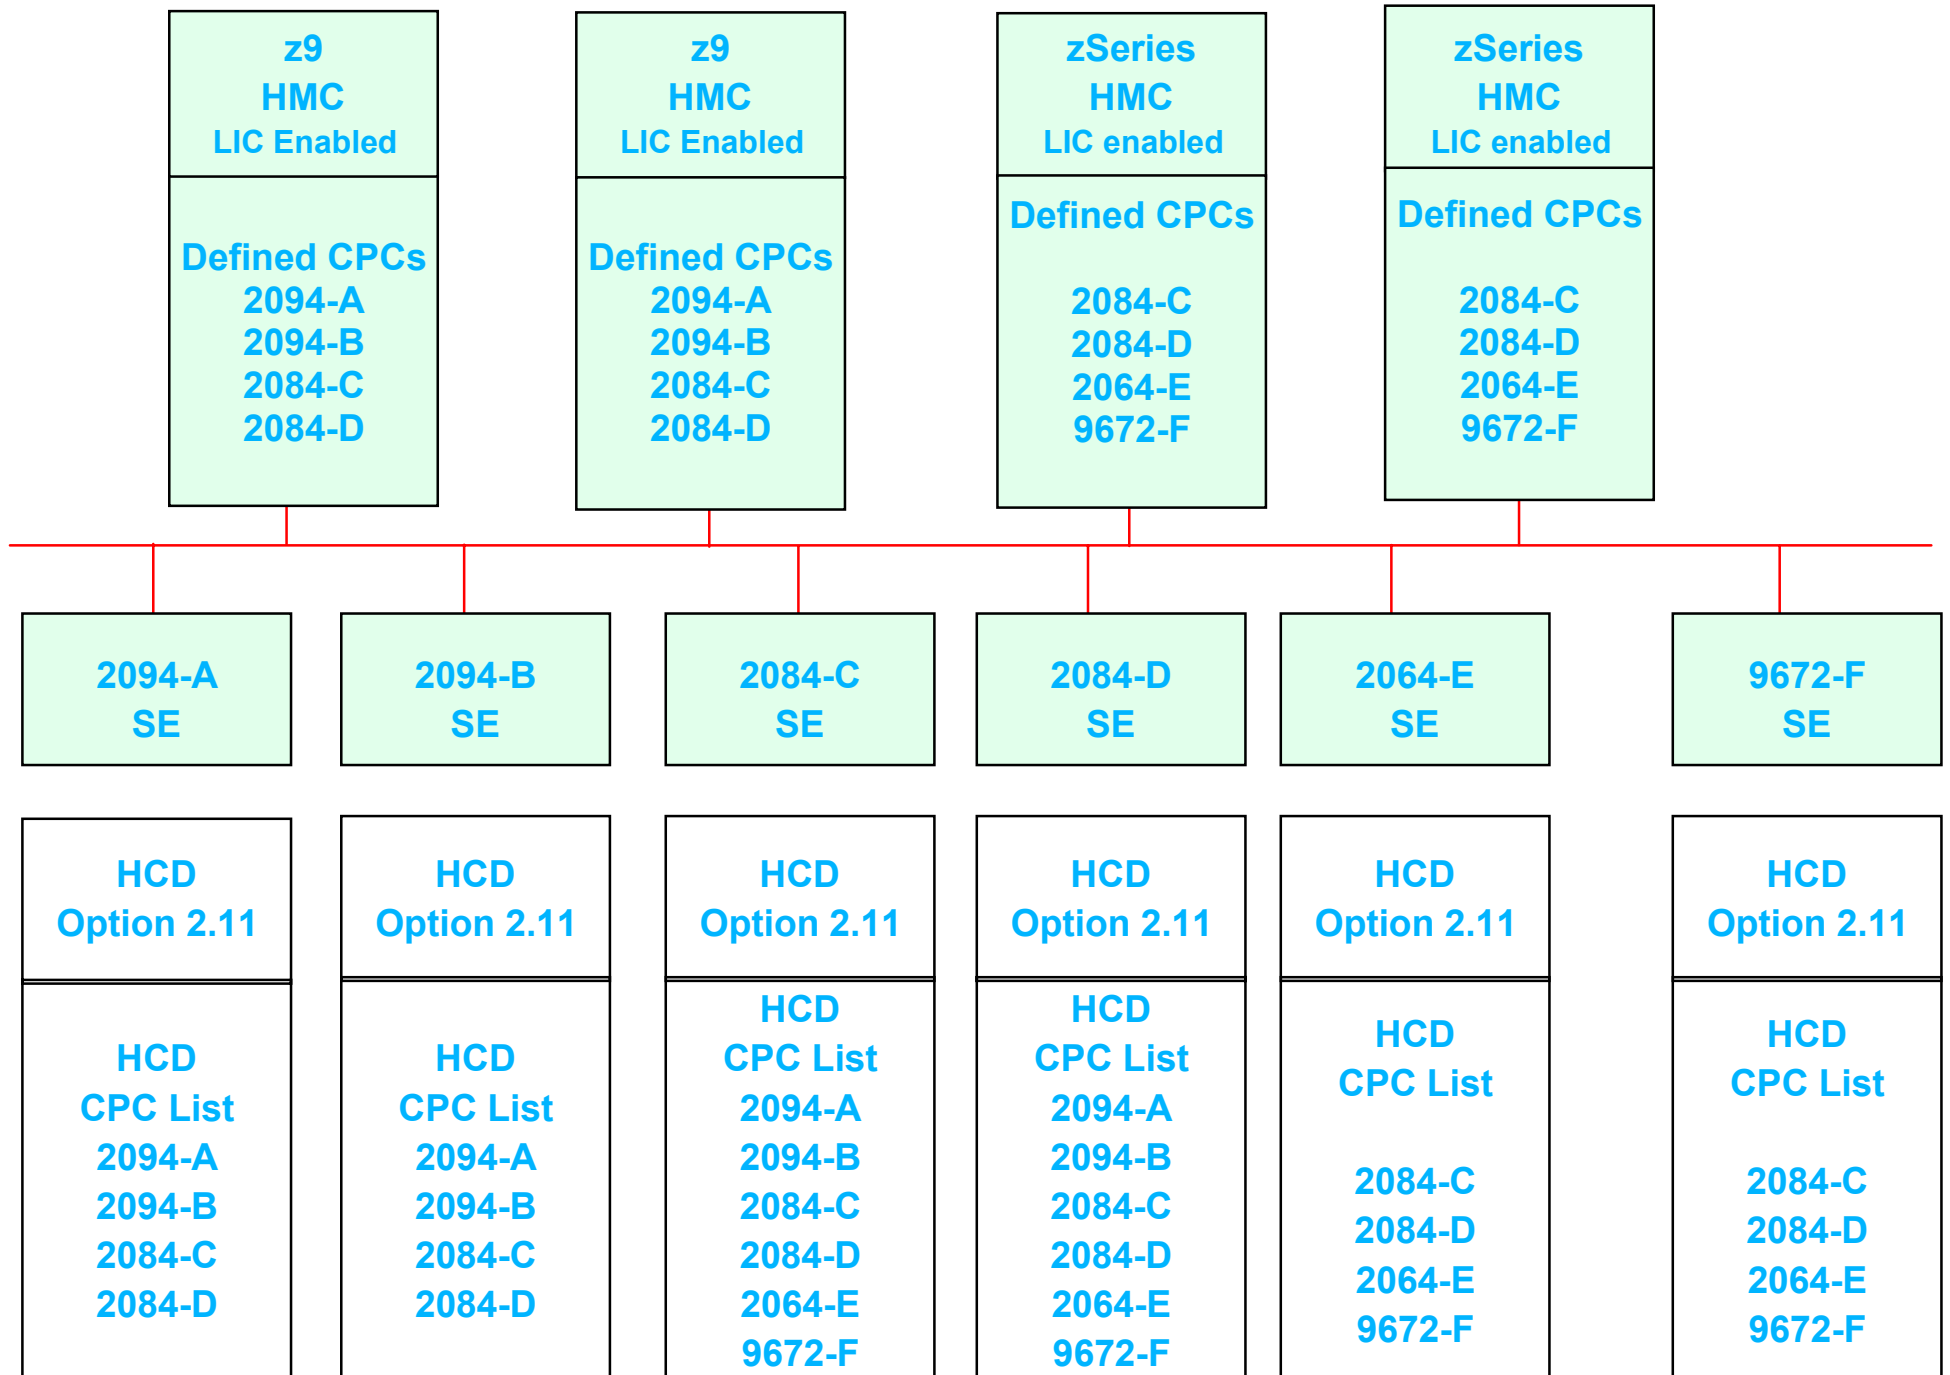 z9
HMC
LIC Enabled
Defined CPCs
2094-A
2094-B
2084-C
2084-D
z9
HMC
LIC Enabled
Defined CPCs
2094-A
2094-B
2084-C
2084-D
zSeries
HMC
LIC enabled
Defined CPCs
2084-C
2084-D
2064-E
9672-F
zSeries
HMC
LIC enabled
Defined CPCs
2084-C
2084-D
2064-E
9672-F
2094-A
SE
2094-B
SE
2084-C
SE
2084-D
SE
2064-E
SE
9672-F
SE
HCD
Option 2.11
HCD
CPC List
2094-A
2094-B
2084-C
2084-D
HCD
Option 2.11
HCD
CPC List
2094-A
2094-B
2084-C
2084-D
HCD
Option 2.11
HCD
CPC List
2094-A
2094-B
2084-C
2084-D
2064-E
9672-F
HCD
Option 2.11
HCD
CPC List
2094-A
2094-B
2084-C
2084-D
2064-E
9672-F
HCD
Option 2.11
HCD
CPC List
2084-C
2084-D
2064-E
9672-F
HCD
Option 2.11
HCD
CPC List
2084-C
2084-D
2064-E
9672-F